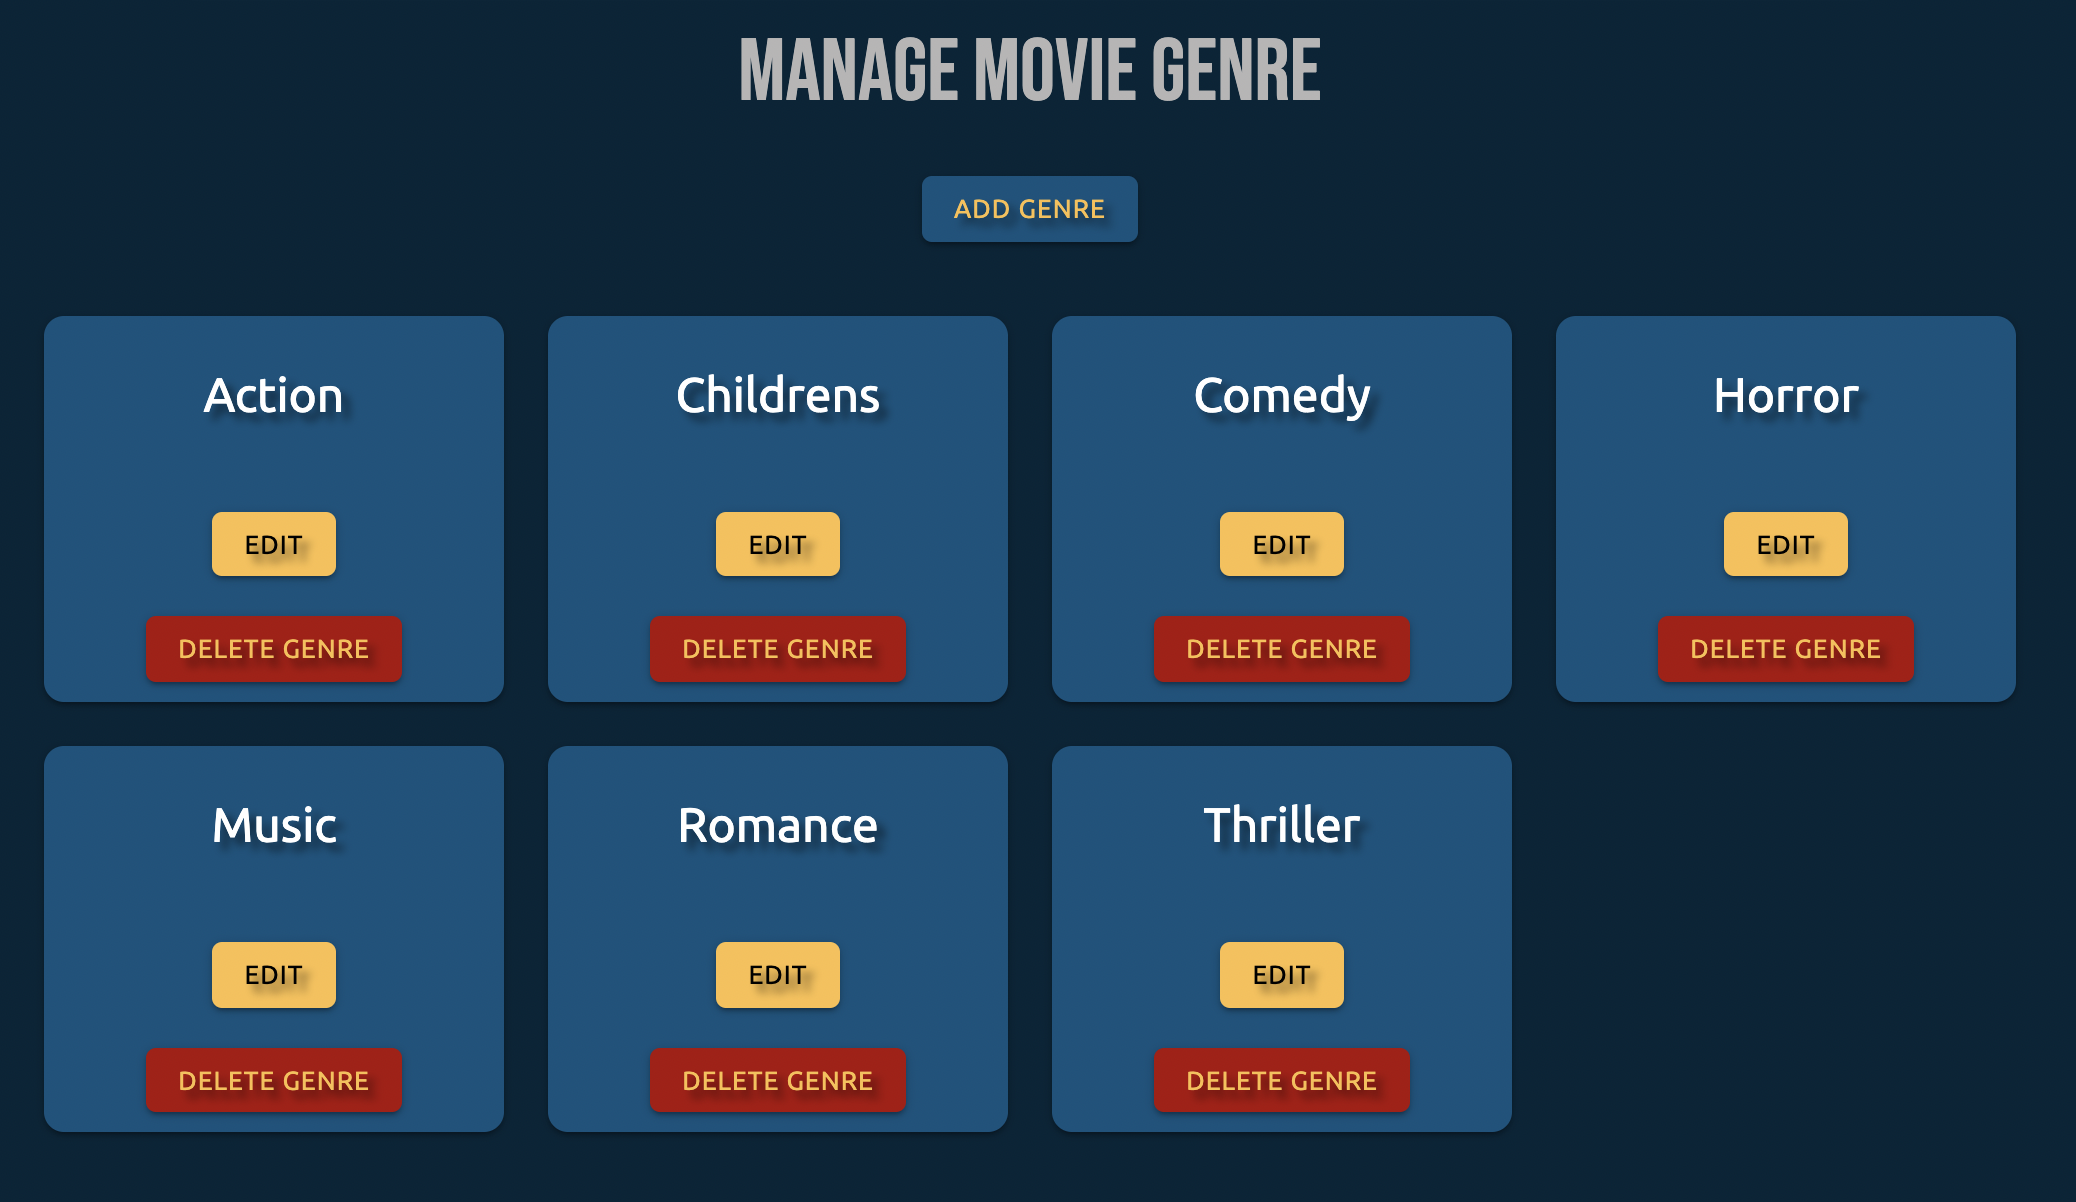 MANAGE MOVIE GENRE
ADD GENRE
Action
EDIT
DELETE GENRE
Childrens
EDIT
DELETE GENRE
Comedy
EDIT
DELETE GENRE
Horror
EDIT
DELETE GENRE
Music
EDIT
DELETE GENRE
Romance
EDIT
DELETE GENRE
Thriller
EDIT
DELETE GENRE